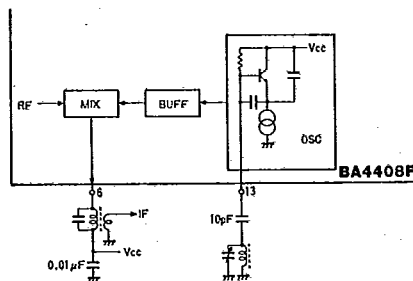 Vcc
RF
MIX
BUFF
OSC
BA4408F
6
13
IF
10pF
Vcc
0.01μF